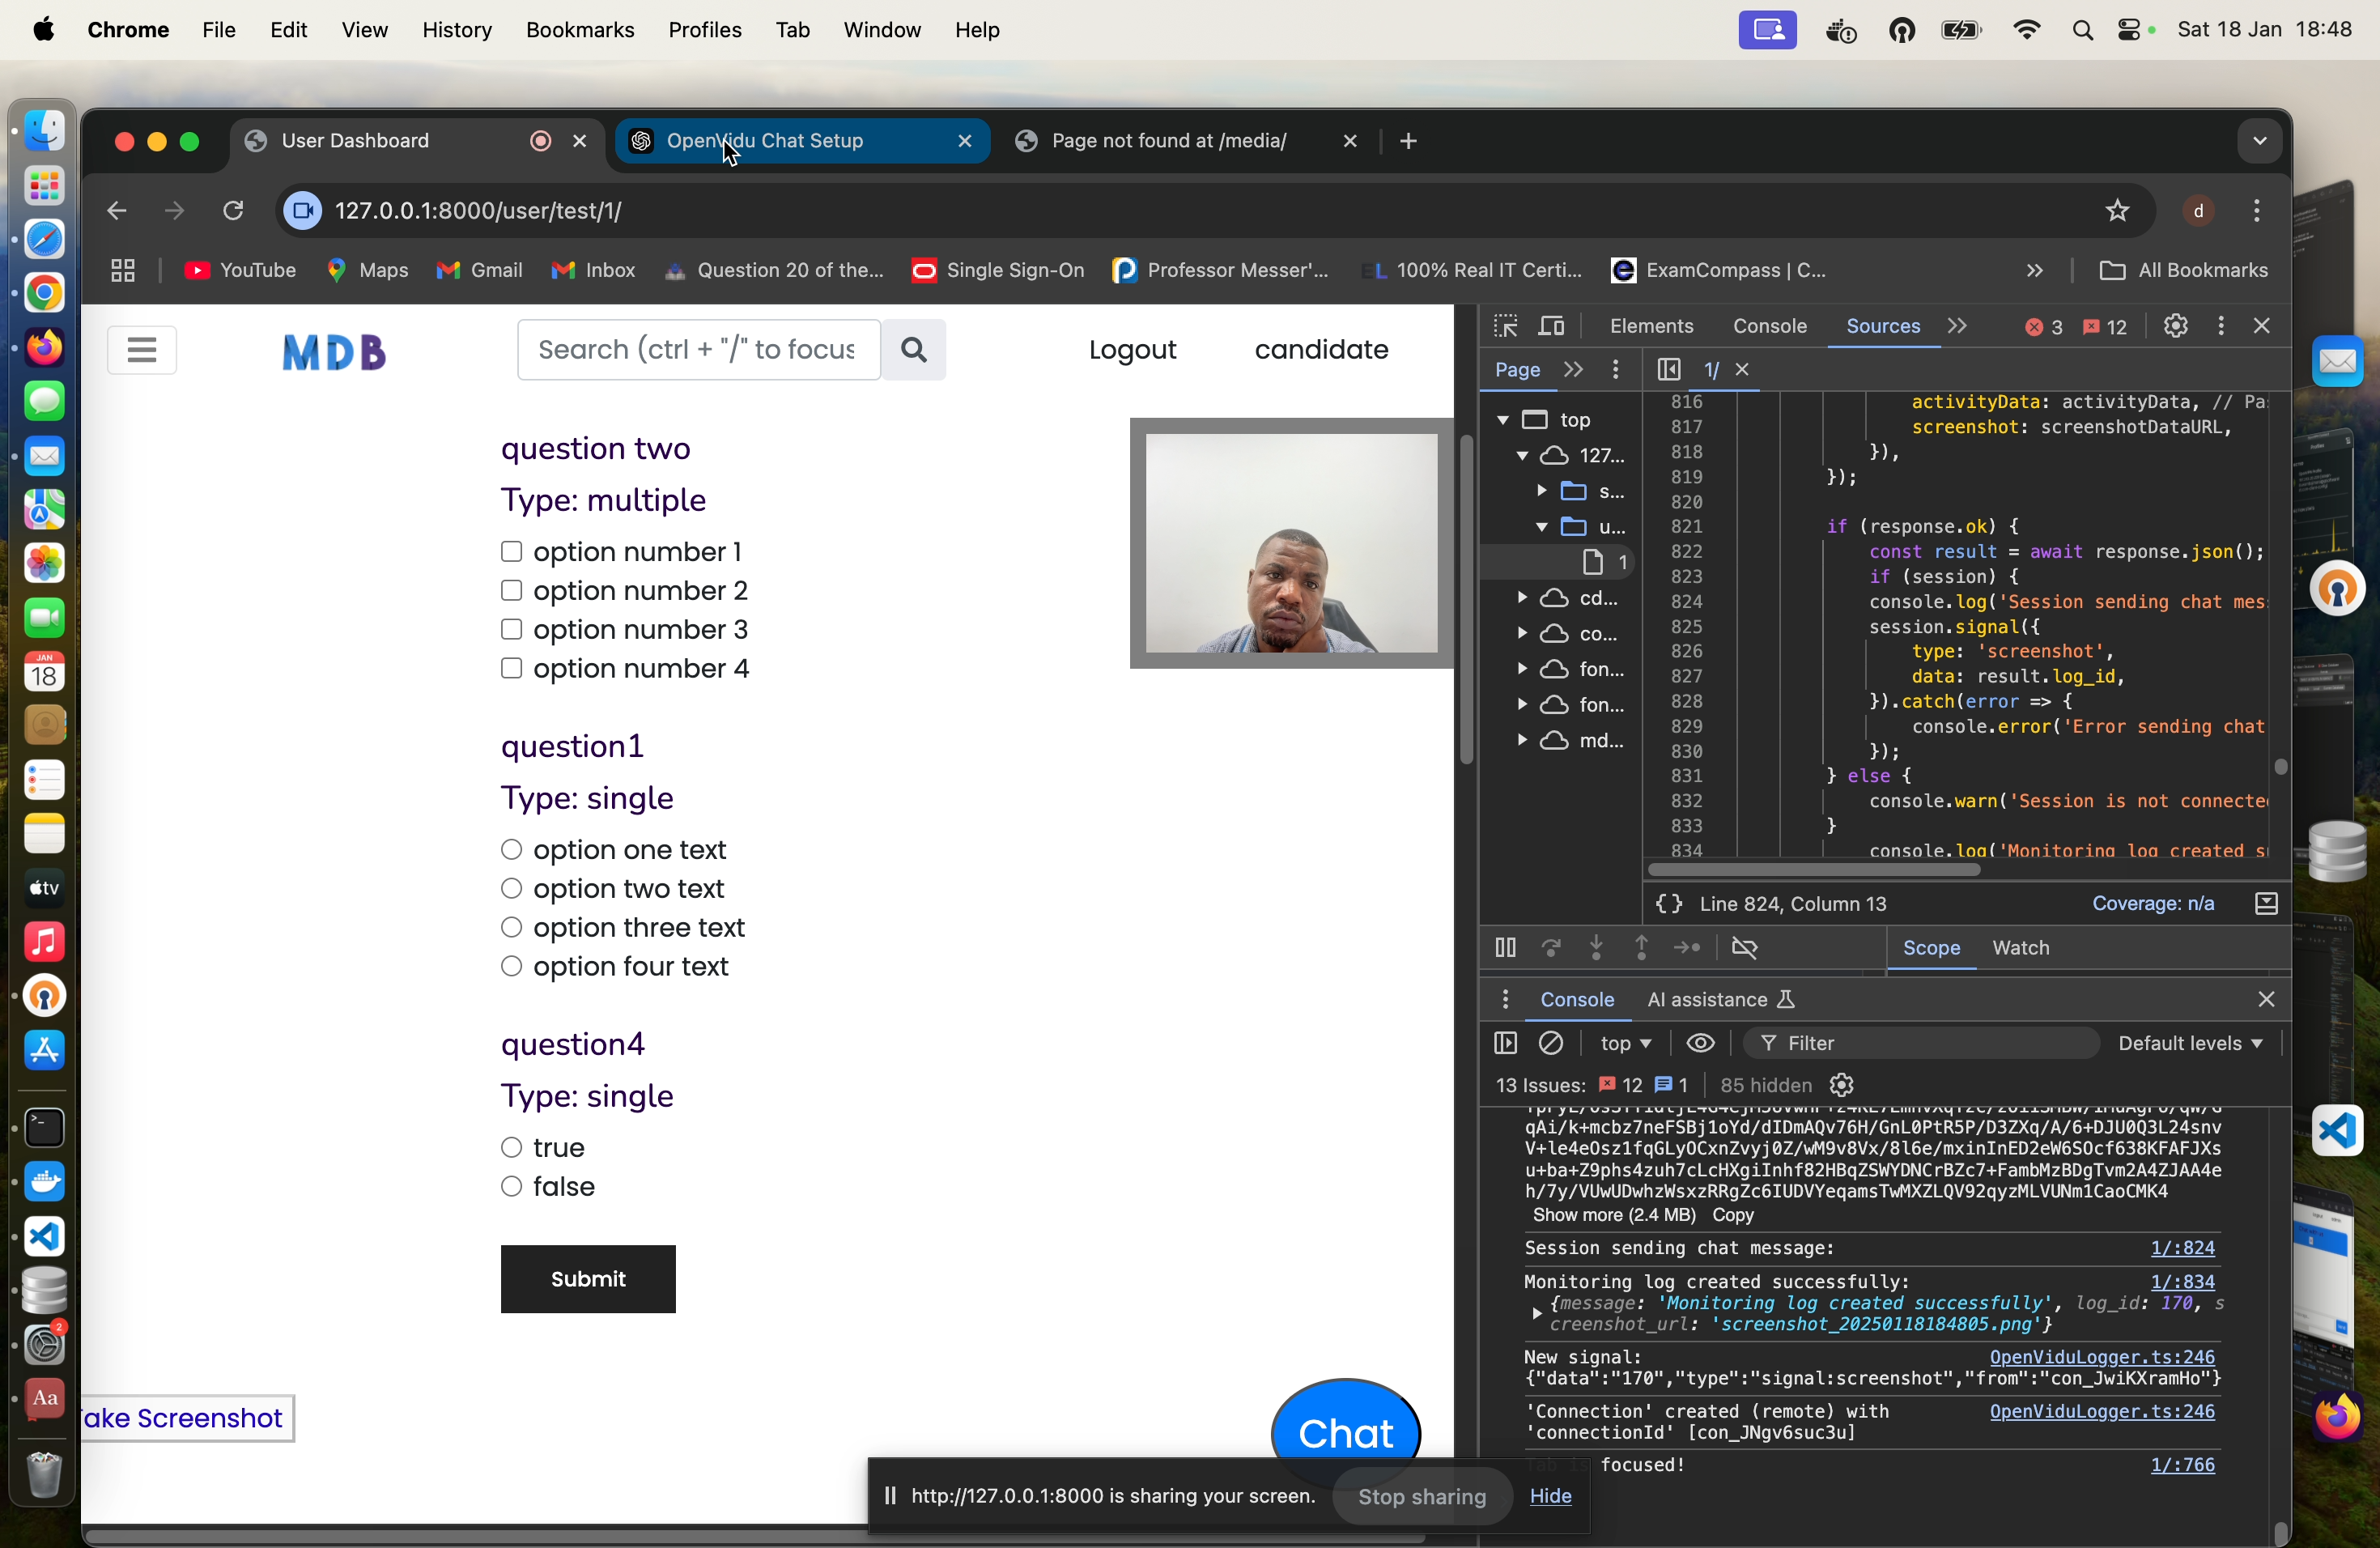 Chrome File Edit View History Bookmarks Profiles Tab Window Help Sat 18 Jan 18:48
User Dashboard OpenVidu Chat Setup Page not found at /media/
127.0.0.1:8000/user/test/1/ d
YouTube Maps Gmail Inbox Question 20 of the... Single Sign-On Professor Messer'... EL 100% Real IT Certi... ExamCompass | C... » All Bookmarks
MDB Search (ctrl + "/" to focus Logout candidate
question two
Type: multiple
option number 1
option number 2
option number 3
option number 4
question1
Type: single
option one text
option two text
option three text
option four text
question4
Type: single
true
false
Submit
ake Screenshot
Chat
http://127.0.0.1:8000 is sharing your screen. Stop sharing Hide
Elements Console Sources » 3 12
Page » 1/
top
127...
s...
u...
1
cd...
co...
fon...
fon...
md...
816 activityData: activityData, // Pa
817 screenshot: screenshotDataURL,
818 }),
819 });
820
821 if (response.ok) {
822 const result = await response.json();
823 if (session) {
824 console.log('Session sending chat mes
825 session.signal({
826 type: 'screenshot',
827 data: result.log_id,
828 }).catch(error => {
829 console.error('Error sending chat
830 });
831 } else {
832 console.warn('Session is not connecte
833 }
834 console.log('Monitoring log created s
{} Line 824, Column 13 Coverage: n/a
Scope Watch
Console AI assistance
top Filter Default levels
13 Issues: 12 1 85 hidden
qAi/k+mcbz7neFSBj1oYd/dIDmAQv76H/GnL0PtR5P/D3ZXq/A/6+DJU0Q3L24snv
V+le4eOsz1fqGLyOCxnZvyj0Z/wM9v8Vx/8l6e/mxinInED2eW6SOcf638KFAFJXs
u+ba+Z9phs4zuh7cLcHXgiInhf82HBqZSWYDNCrBZc7+FambMzBDgTvm2A4ZJAA4e
h/7y/VUwUDwhzWsxzRRgZc6IUDVYeqamsTwMXZLQV92qyzMLVUNm1CaoCMK4
Show more (2.4 MB) Copy
Session sending chat message: 1/:824
Monitoring log created successfully: 1/:834
{message: 'Monitoring log created successfully', log_id: 170, s
creenshot_url: 'screenshot_20250118184805.png'}
New signal: OpenViduLogger.ts:246
{"data":"170","type":"signal:screenshot","from":"con_JwiKXramHo"}
'Connection' created (remote) with OpenViduLogger.ts:246
'connectionId' [con_JNgv6suc3u]
focused! 1/:766
JAN
18
tv
2
Aa